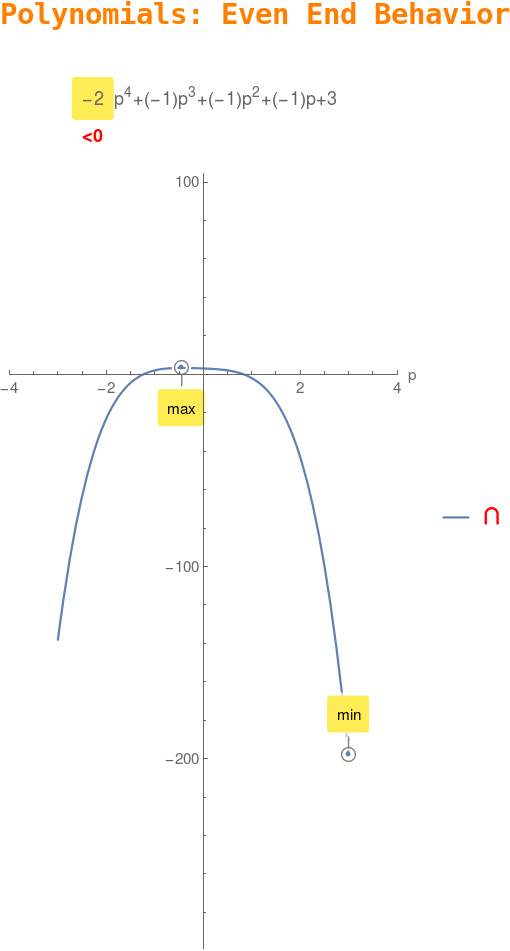 Polynomials: Even End Behavior
−2 p⁴+(−1)p³+(−1)p²+(−1)p+3
<0
100
−4 −2 2 4 p
max
∩
−100
min
−200